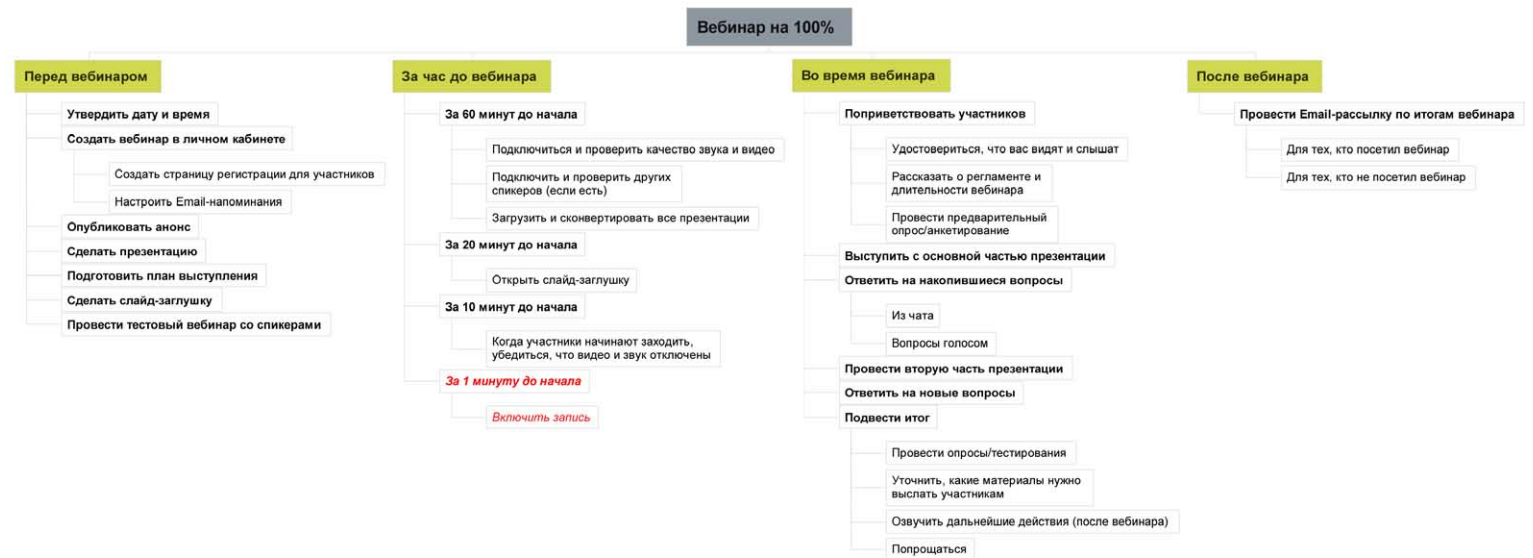 Вебинар на 100%
Перед вебинаром
Утвердить дату и время
Создать вебинар в личном кабинете
Создать страницу регистрации для участников
Настроить Email-напоминания
Опубликовать анонс
Сделать презентацию
Подготовить план выступления
Сделать слайд-заглушку
Провести тестовый вебинар со спикерами
За час до вебинара
За 60 минут до начала
Подключиться и проверить качество звука и видео
Подключить и проверить других
спикеров (если есть)
Загрузить и сконвертировать все презентации
За 20 минут до начала
Открыть слайд-заглушку
За 10 минут до начала
Когда участники начинают заходить,
убедиться, что видео и звук отключены
За 1 минуту до начала
Включить запись
Во время вебинара
Поприветствовать участников
Удостовериться, что вас видят и слышат
Рассказать о регламенте и
длительности вебинара
Провести предварительный
опрос/анкетирование
Выступить с основной частью презентации
Ответить на накопившиеся вопросы
Из чата
Вопросы голосом
Провести вторую часть презентации
Ответить на новые вопросы
Подвести итог
Провести опросы/тестирования
Уточнить, какие материалы нужно
выслать участникам
Озвучить дальнейшие действия (после вебинара)
Попрощаться
После вебинара
Провести Email-рассылку по итогам вебинара
Для тех, кто посетил вебинар
Для тех, кто не посетил вебинар